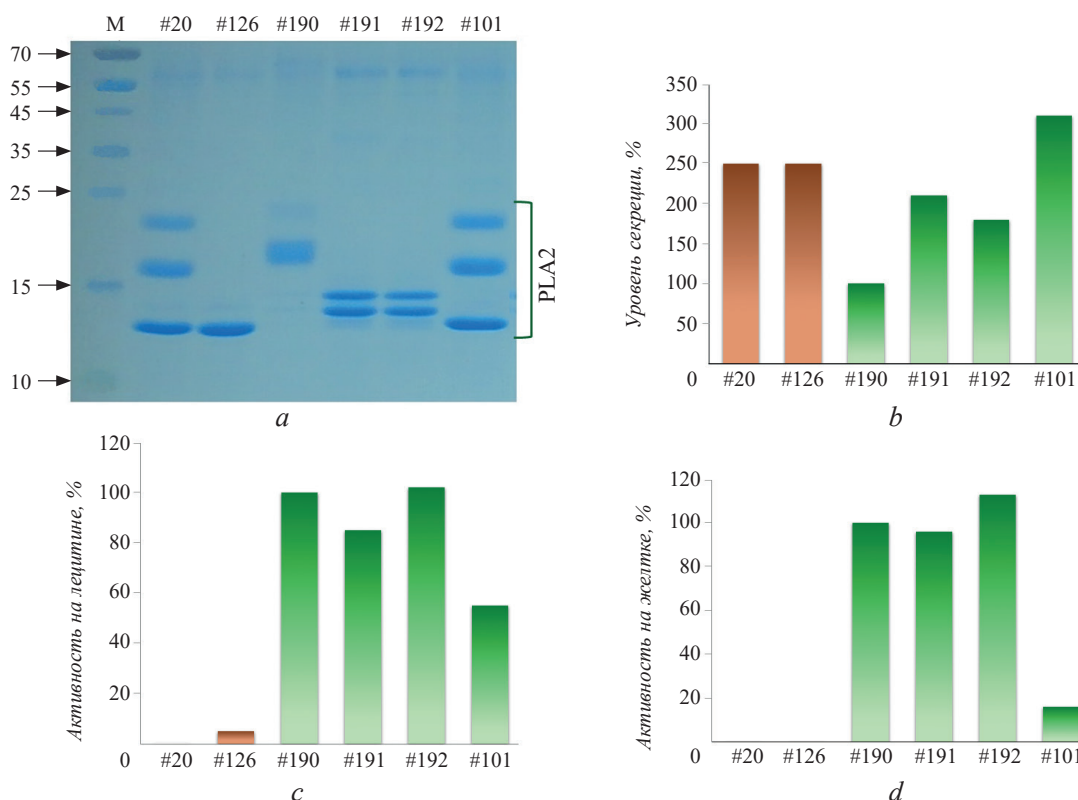 M #20 #126 #190 #191 #192 #101
70
55
45
35
25
15
10
PLA2
a
Уровень секреции, %
350
300
250
200
150
100
50
0
#20 #126 #190 #191 #192 #101
b
Активность на лецитине, %
120
100
80
60
40
20
0
#20 #126 #190 #191 #192 #101
c
Активность на желтке, %
120
100
80
60
40
20
0
#20 #126 #190 #191 #192 #101
d